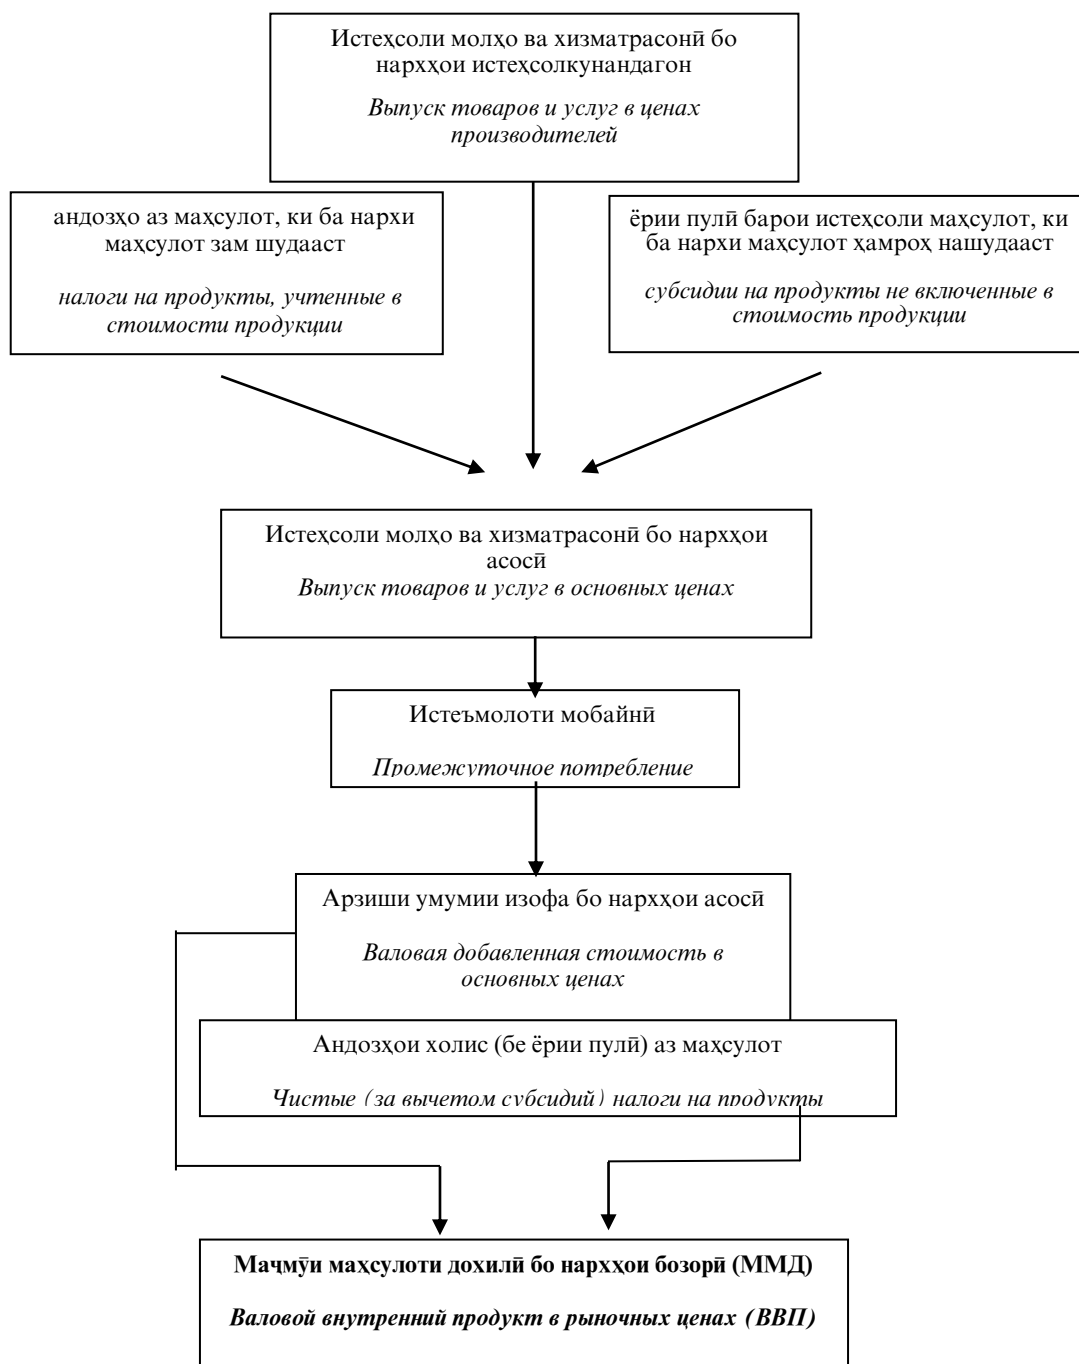 Истеҳсоли молҳо ва хизматрасонӣ бо
нархҳои истеҳсолкунандагон
Выпуск товаров и услуг в ценах
производителей
андозҳо аз маҳсулот, ки ба нархи
маҳсулот зам шудааст
налоги на продукты, учтенные в
стоимости продукции
ёрии пулӣ барои истеҳсоли маҳсулот, ки
ба нархи маҳсулот ҳамроҳ нашудааст
субсидии на продукты не включенные в
стоимость продукции
Истеҳсоли молҳо ва хизматрасонӣ бо нархҳои
асосӣ
Выпуск товаров и услуг в основных ценах
Истеъмолоти мобайнӣ
Промежуточное потребление
Арзиши умумии изофа бо нархҳои асосӣ
Валовая добавленная стоимость в
основных ценах
Андозҳои холис (бе ёрии пулӣ) аз маҳсулот
Чистые (за вычетом субсидий) налоги на продукты
Маҷмӯи маҳсулоти дохилӣ бо нархҳои бозорӣ (ММД)
Валовой внутренний продукт в рыночных ценах (ВВП)